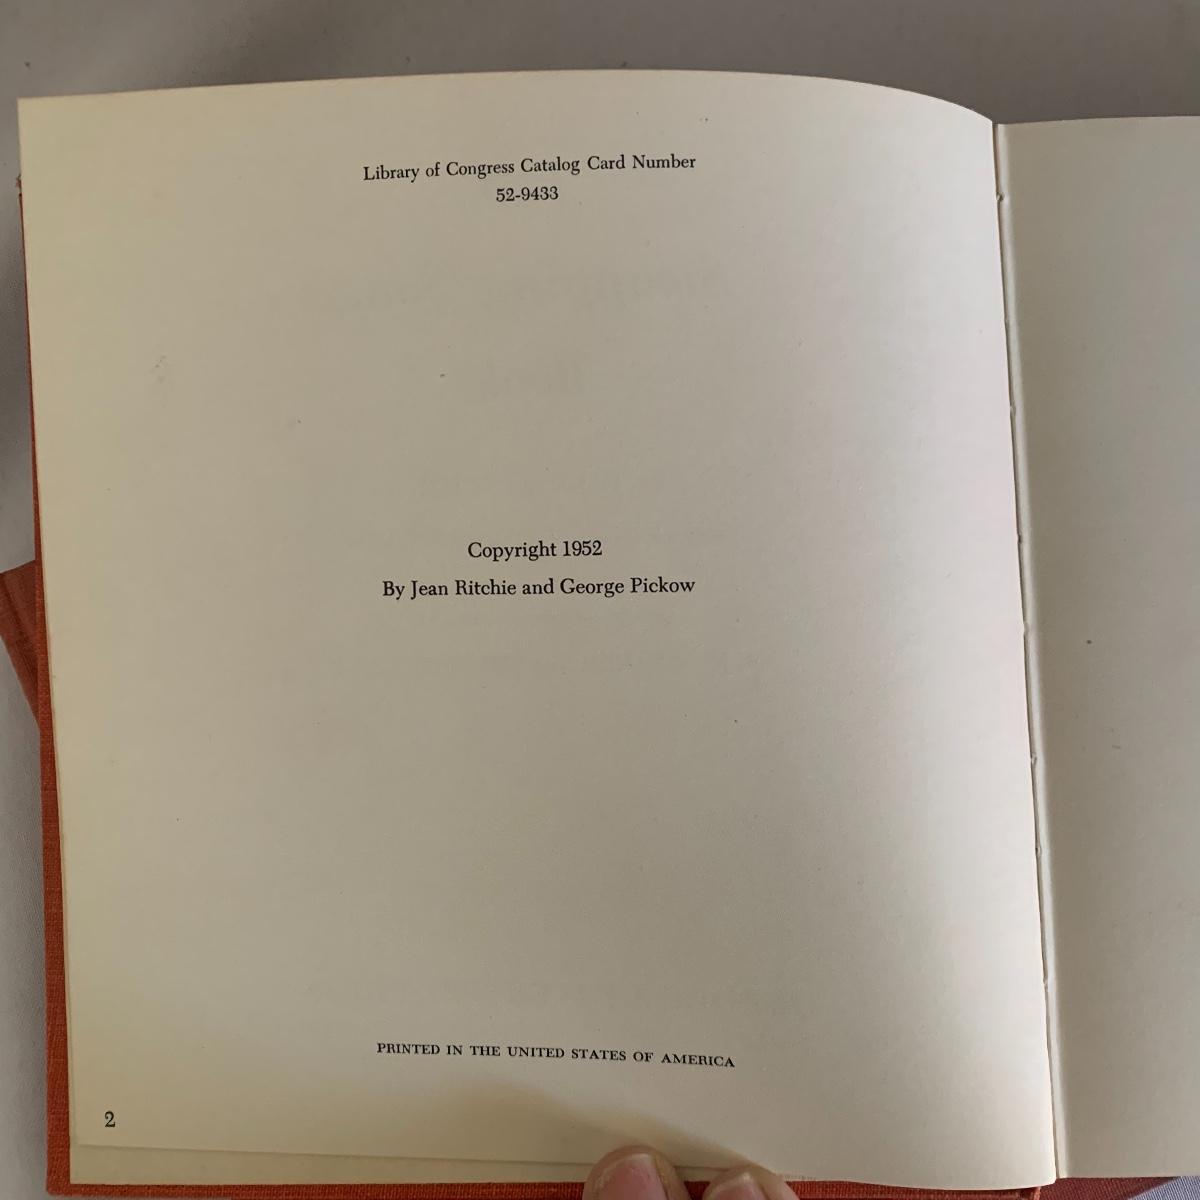 Library of Congress Catalog Card Number
52-9433
Copyright 1952
By Jean Ritchie and George Pickow
PRINTED IN THE UNITED STATES OF AMERICA
2